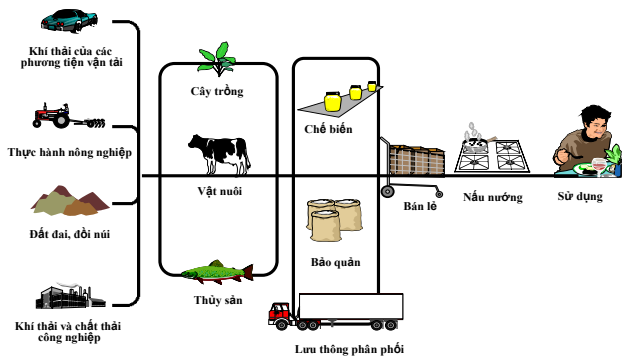 Khí thải của các
phương tiện vận tải
Thực hành nông nghiệp
Đất đai, đồi núi
Khí thải và chất thải
công nghiệp
Cây trồng
Vật nuôi
Thủy sản
Chế biến
Bảo quản
Lưu thông phân phối
Bán lẻ
Nấu nướng
Sử dụng